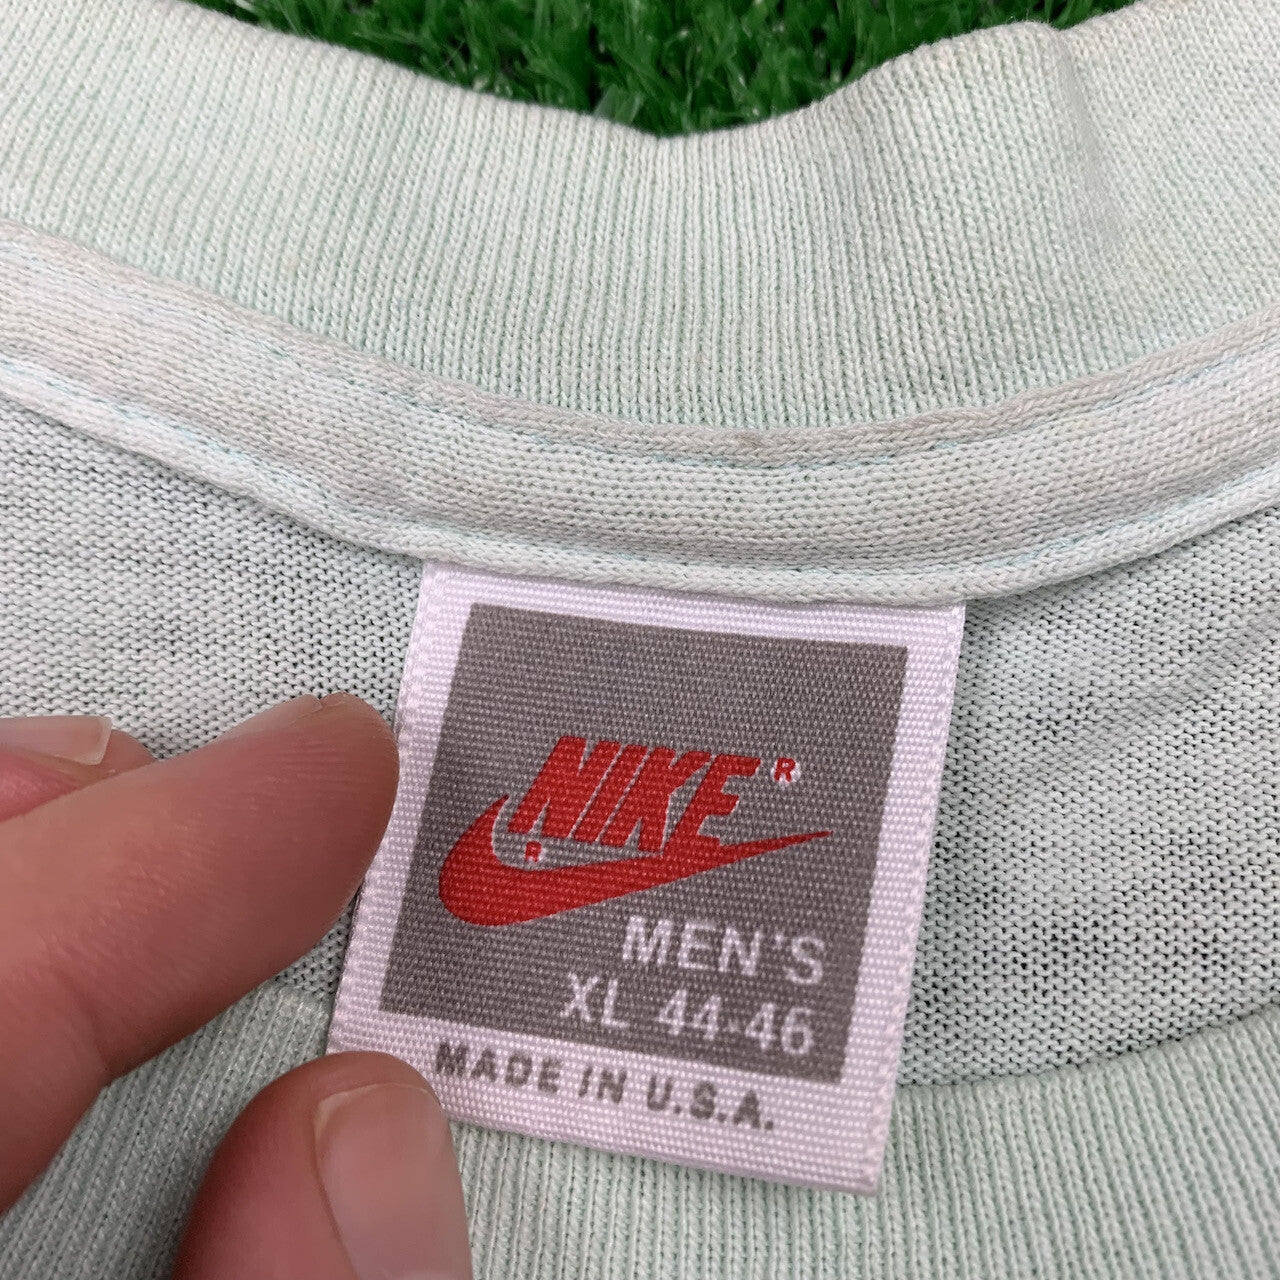 NIKE ®
®
MEN'S
XL 44-46
MADE IN U.S.A.